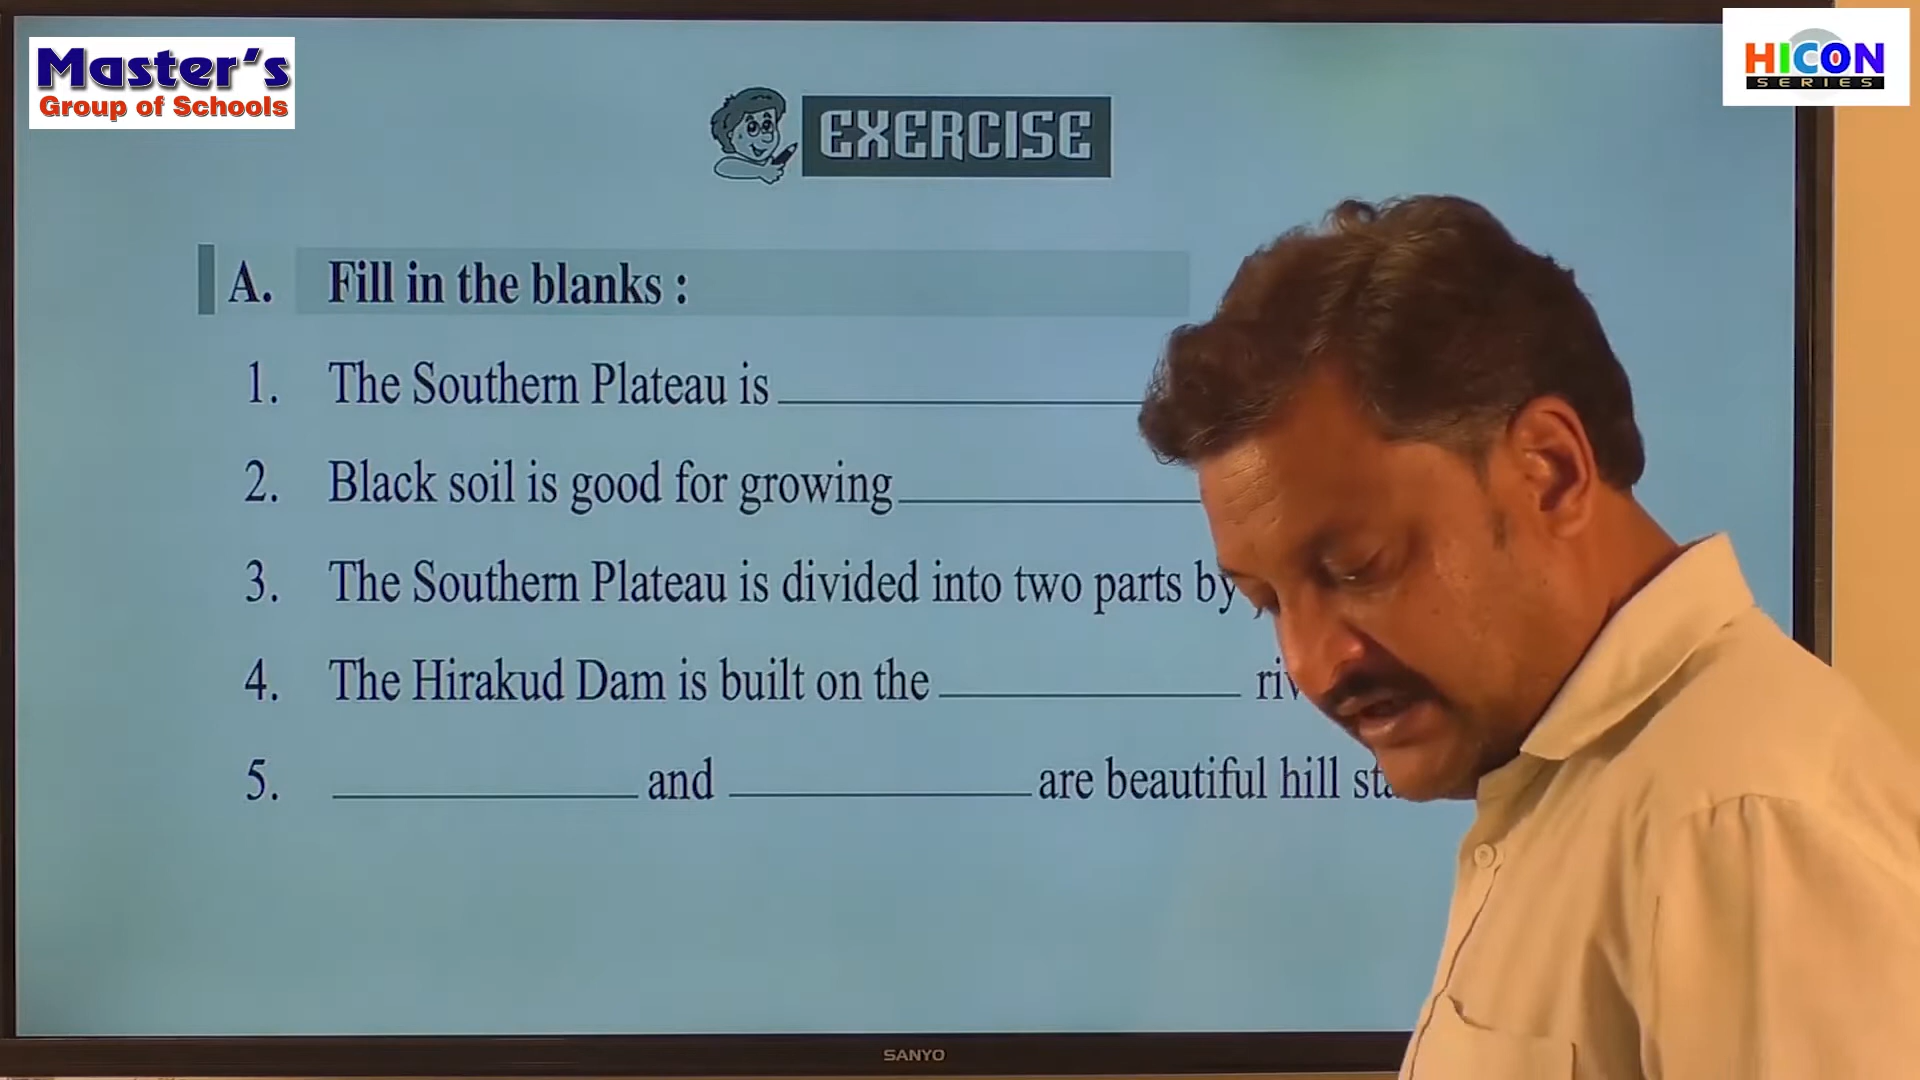 Master's
Group of Schools
HICON
SERIES
EXERCISE
A. Fill in the blanks :
1. The Southern Plateau is
2. Black soil is good for growing
3. The Southern Plateau is divided into two parts by
4. The Hirakud Dam is built on the
5. and are beautiful hill
SANYO